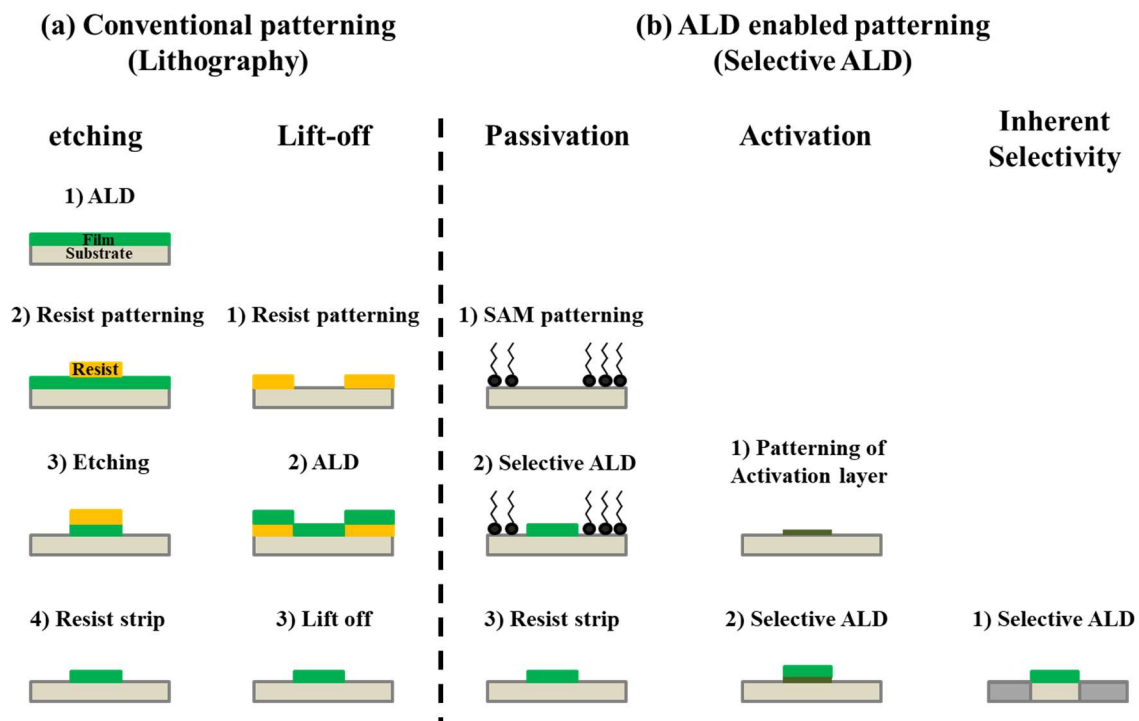 (a) Conventional patterning
(Lithography)
(b) ALD enabled patterning
(Selective ALD)
etching
Lift-off
Passivation
Activation
Inherent
Selectivity
1) ALD
Film
Substrate
2) Resist patterning
1) Resist patterning
1) SAM patterning
Resist
3) Etching
2) ALD
2) Selective ALD
1) Patterning of
Activation layer
4) Resist strip
3) Lift off
3) Resist strip
2) Selective ALD
1) Selective ALD